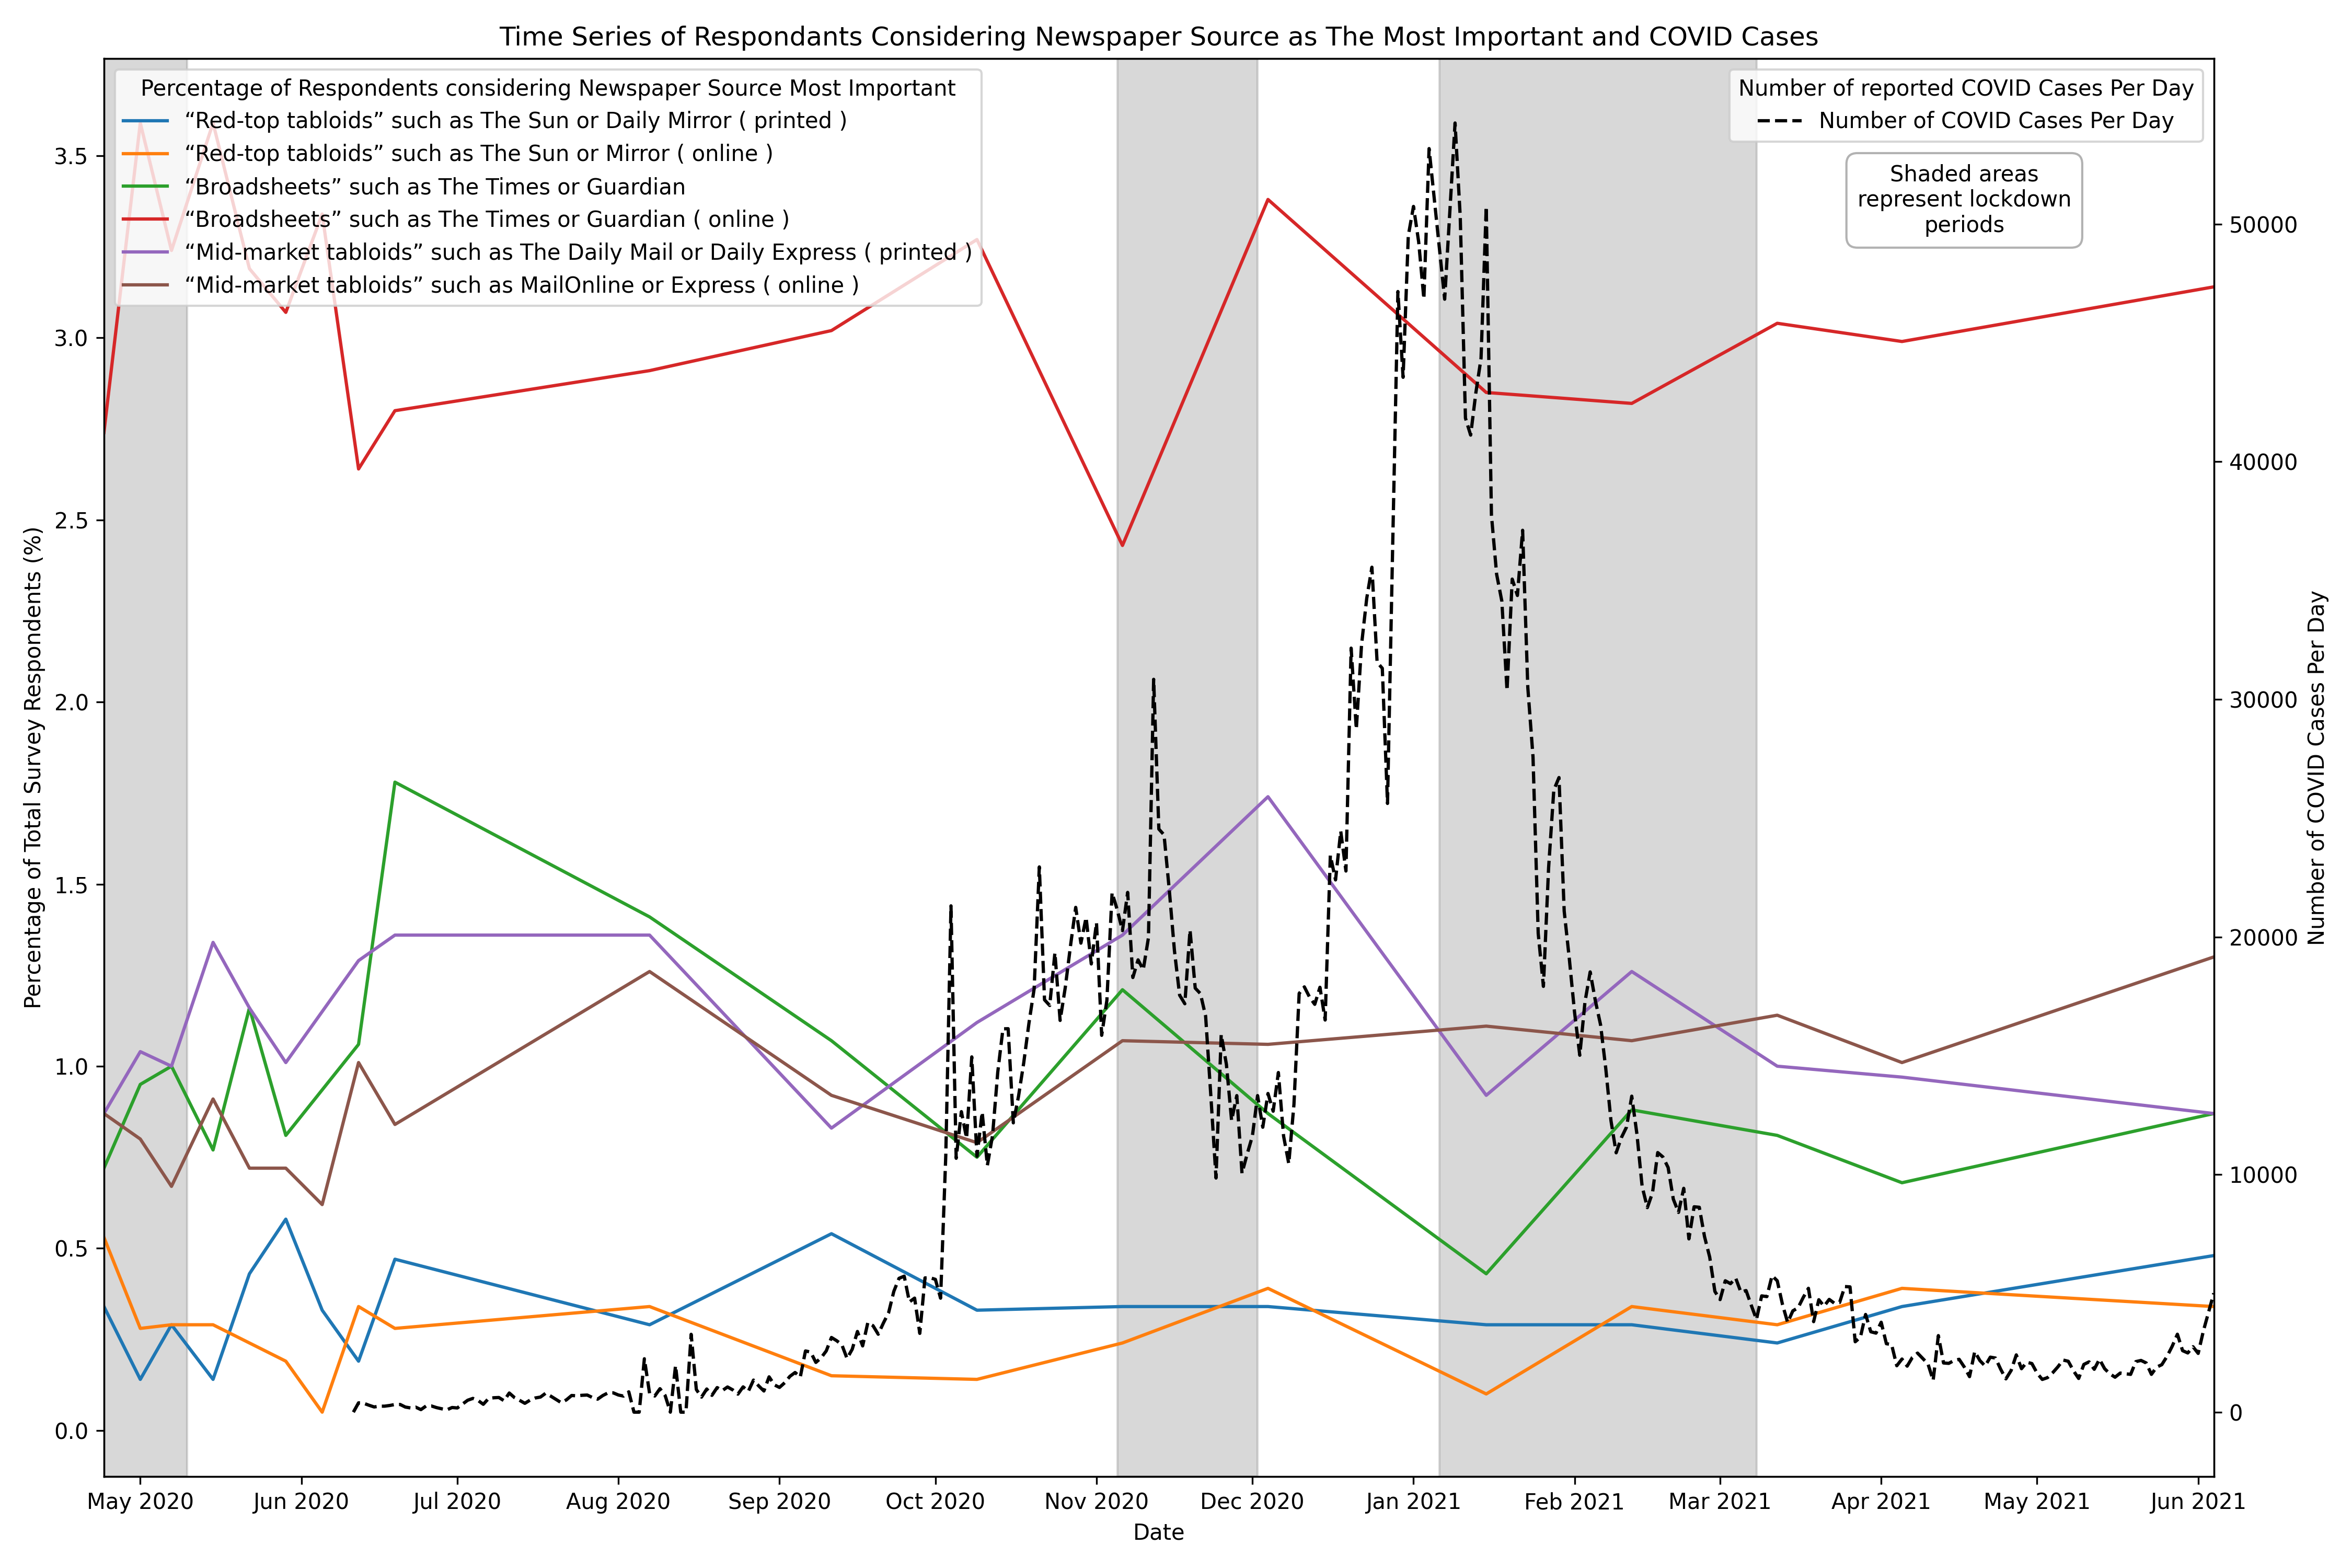 Time Series of Respondants Considering Newspaper Source as The Most Important and COVID Cases
Percentage of Respondents considering Newspaper Source Most Important
“Red-top tabloids” such as The Sun or Daily Mirror ( printed )
“Red-top tabloids” such as The Sun or Mirror ( online )
“Broadsheets” such as The Times or Guardian
“Broadsheets” such as The Times or Guardian ( online )
“Mid-market tabloids” such as The Daily Mail or Daily Express ( printed )
“Mid-market tabloids” such as MailOnline or Express ( online )
Number of reported COVID Cases Per Day
Number of COVID Cases Per Day
Shaded areas
represent lockdown
periods
Percentage of Total Survey Respondents (%)
3.5
3.0
2.5
2.0
1.5
1.0
0.5
0.0
50000
40000
30000
20000
10000
0
Number of COVID Cases Per Day
May 2020
Jun 2020
Jul 2020
Aug 2020
Sep 2020
Oct 2020
Nov 2020
Dec 2020
Jan 2021
Feb 2021
Mar 2021
Apr 2021
May 2021
Jun 2021
Date